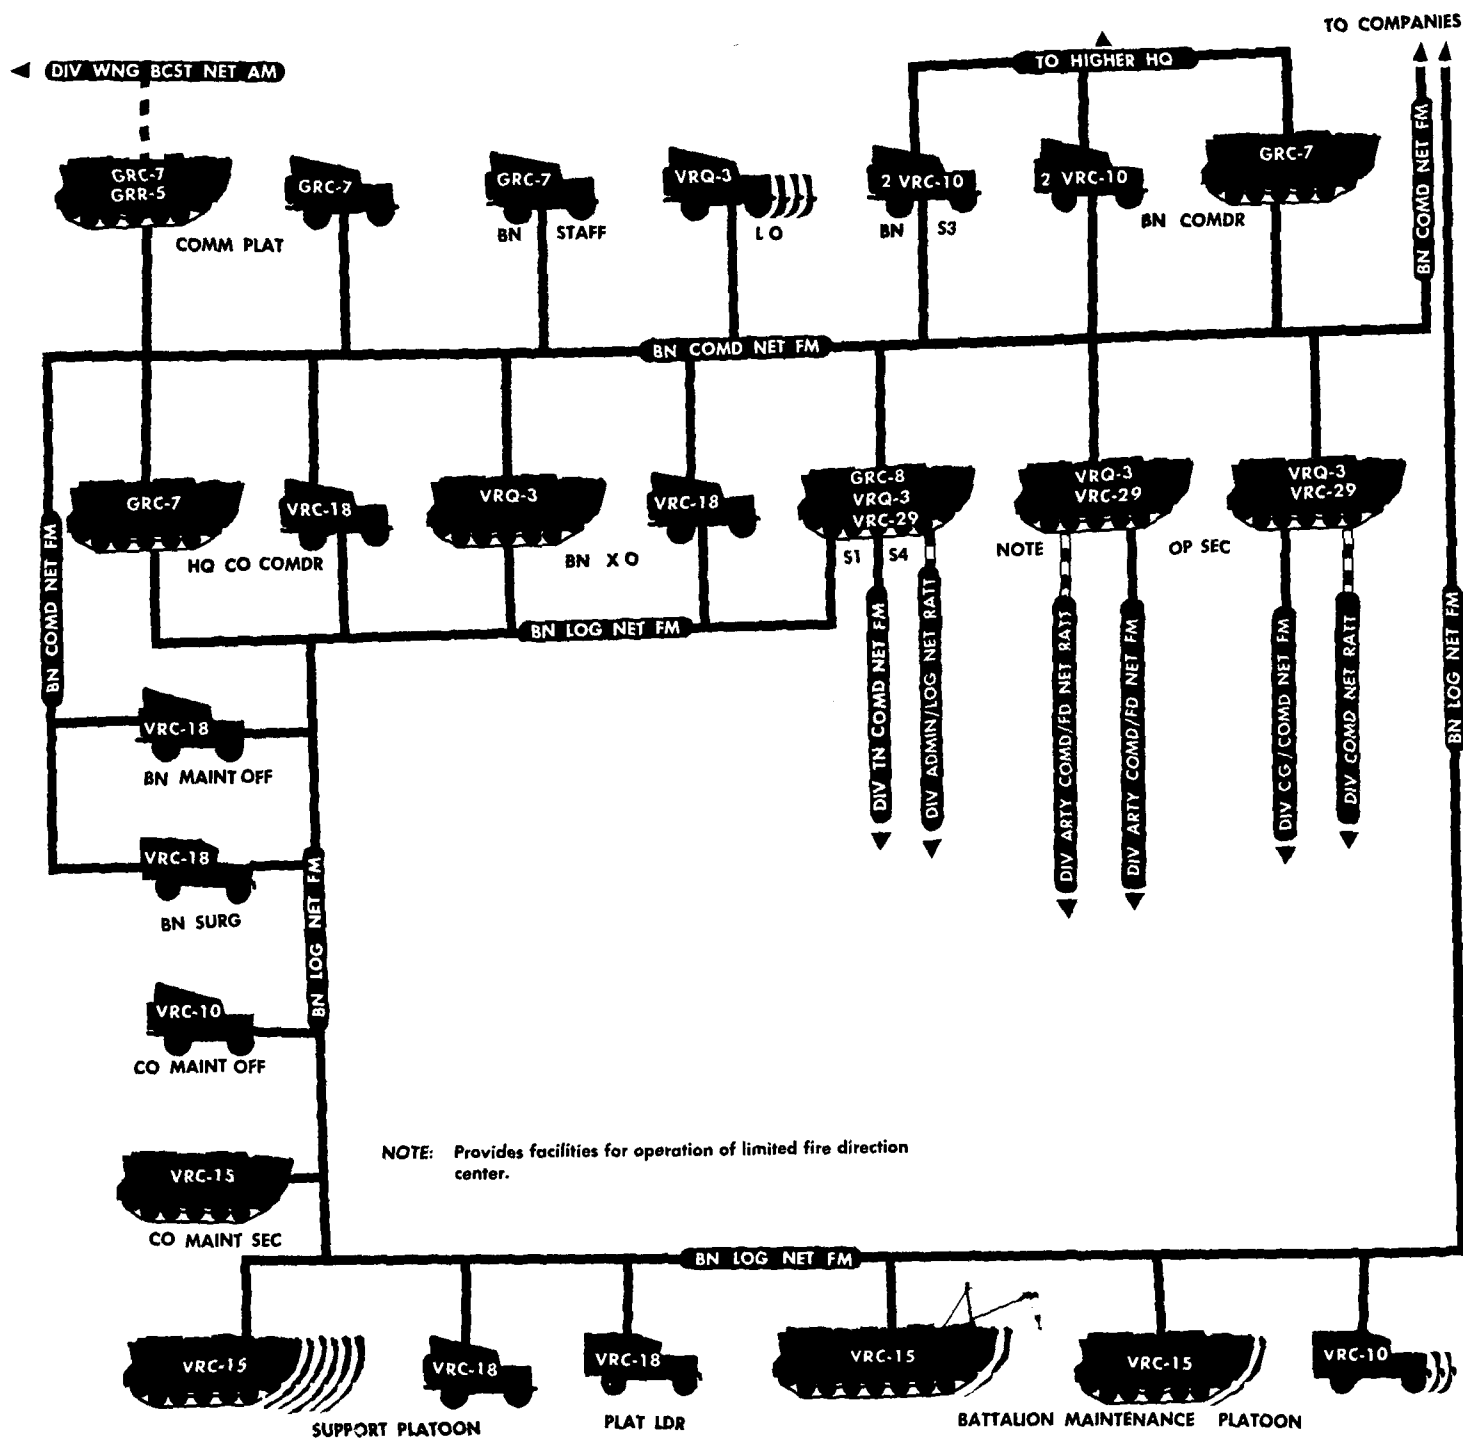 TO COMPANIES
DIV WNG BCST NET AM
TO HIGHER HQ
BN COMD NET FM
GRC-7
GRR-5
COMM PLAT
GRC-7
GRC-7
BN STAFF
VRQ-3
LO
2 VRC-10
BN S3
2 VRC-10
GRC-7
BN COMDR
BN COMD NET FM
BN COMD NET FM
GRC-7
VRC-18
HQ CO COMDR
VRQ-3
BN XO
VRC-18
GRC-8
VRQ-3
VRC-29
S1 S4
VRQ-3
VRC-29
NOTE
OP SEC
VRQ-3
VRC-29
BN LOG NET FM
DIV TN COMD NET FM
DIV ADMIN/LOG NET RATT
DIV ARTY COMD/FD NET RATT
DIV ARTY COMD/FD NET FM
DIV CG/COMD NET FM
DIV COMD NET RATT
BN LOG NET FM
VRC-18
BN MAINT OFF
VRC-18
BN SURG
BN LOG NET FM
VRC-10
CO MAINT OFF
NOTE: Provides facilities for operation of limited fire direction
center.
VRC-15
CO MAINT SEC
BN LOG NET FM
VRC-15
VRC-18
SUPPORT PLATOON
VRC-18
PLAT LDR
VRC-15
VRC-15
VRC-10
BATTALION MAINTENANCE PLATOON